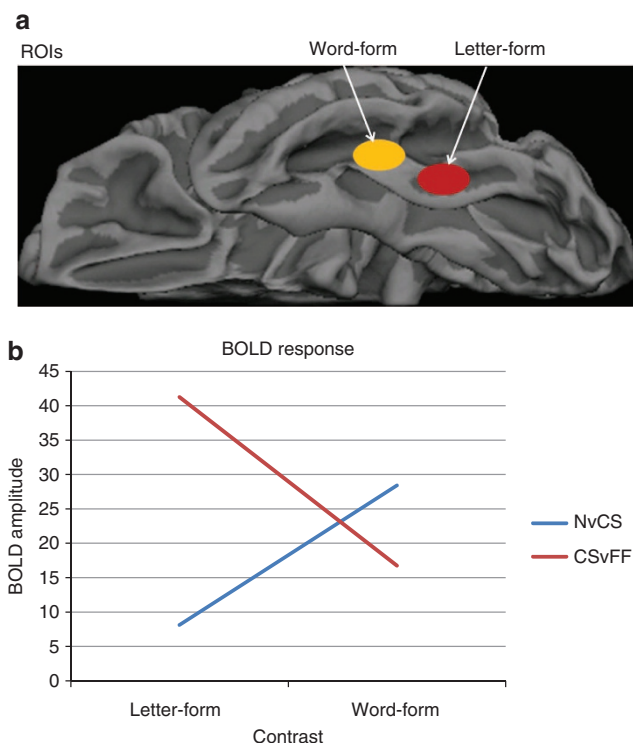 a
ROIs
Word-form Letter-form
b
BOLD response
45
40
35
30
25
20
15
10
5
0
BOLD amplitude
Letter-form Word-form
Contrast
NvCS
CSvFF